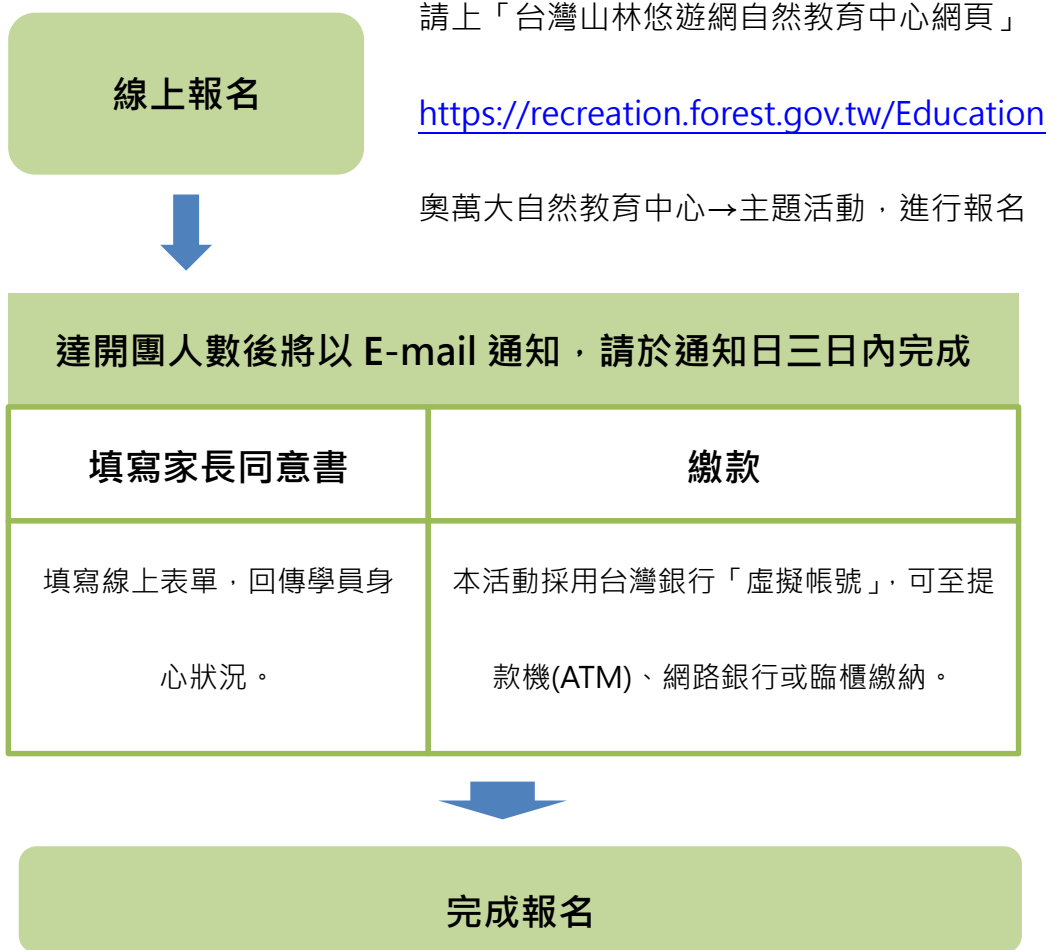 線上報名
請上「台灣山林悠遊網自然教育中心網頁」
https://recreation.forest.gov.tw/Education
奧萬大自然教育中心→主題活動，進行報名
達開團人數後將以 E-mail 通知，請於通知日三日內完成
填寫家長同意書
繳款
填寫線上表單，回傳學員身
心狀況。
本活動採用台灣銀行「虛擬帳號」，可至提
款機(ATM)、網路銀行或臨櫃繳納。
完成報名